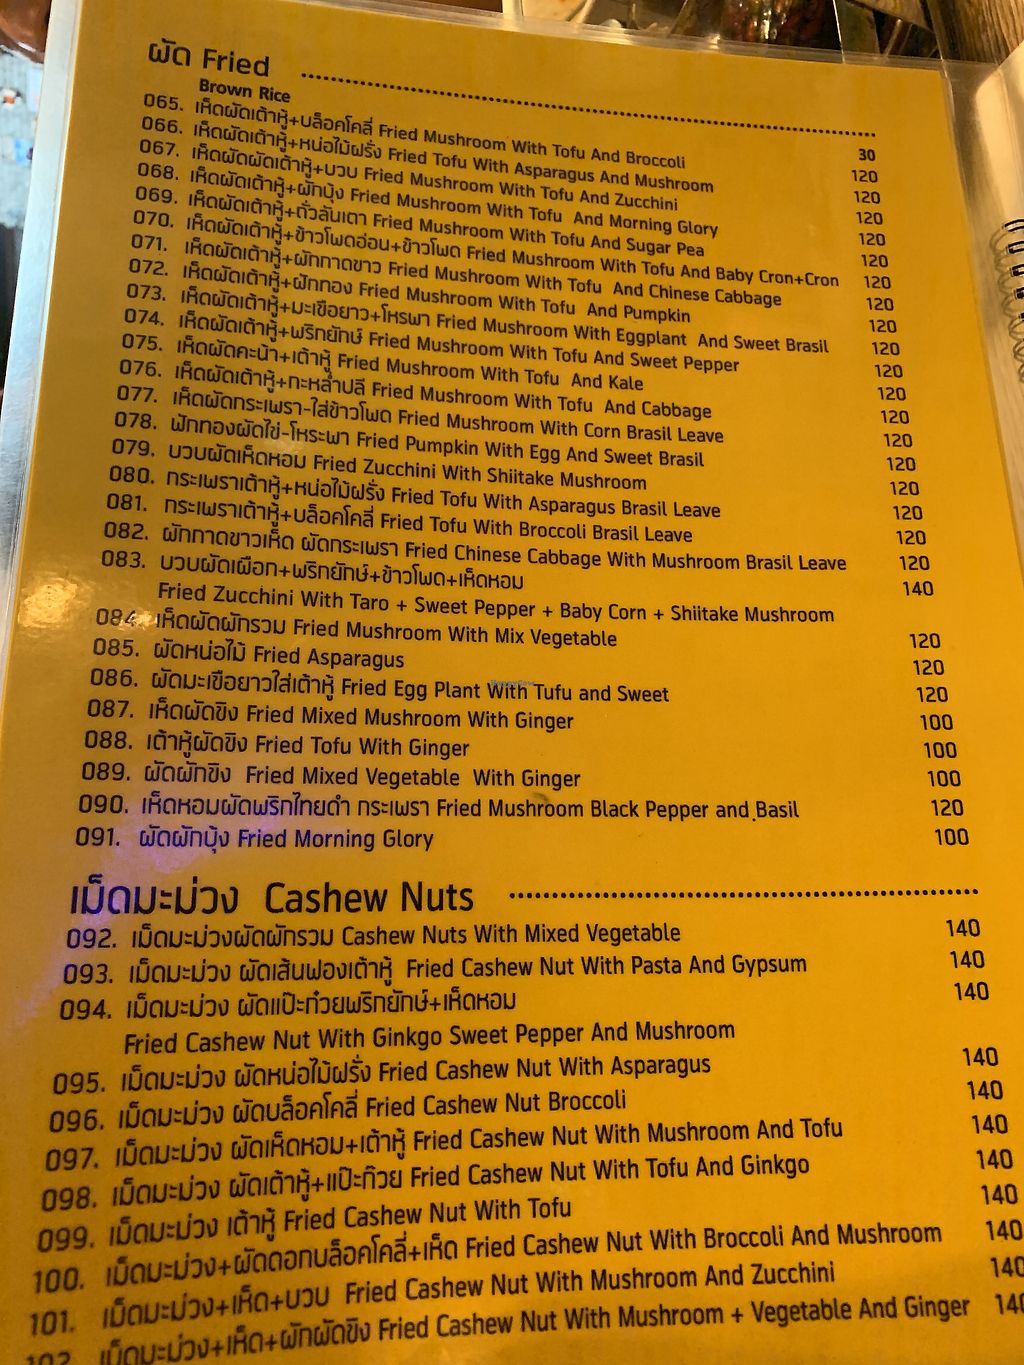 ผัด Fried
Brown Rice 30
065. เห็ดผัดเต้าหู้+บล็อคโคลี่ Fried Mushroom With Tofu And Broccoli 120
066. เห็ดผัดเต้าหู้+หน่อไม้ฝรั่ง Fried Tofu With Asparagus And Mushroom 120
067. เห็ดผัดผัดเต้าหู้+บวบ Fried Mushroom With Tofu And Zucchini 120
068. เห็ดผัดเต้าหู้+ผักบุ้ง Fried Mushroom With Tofu And Morning Glory 120
069. เห็ดผัดเต้าหู้+ถั่วลันเตา Fried Mushroom With Tofu And Sugar Pea 120
070. เห็ดผัดเต้าหู้+ข้าวโพดอ่อน+ข้าวโพด Fried Mushroom With Tofu And Baby Cron+Cron 120
071. เห็ดผัดเต้าหู้+ผักกาดขาว Fried Mushroom With Tofu And Chinese Cabbage 120
072. เห็ดผัดเต้าหู้+ฝักทอง Fried Mushroom With Tofu And Pumpkin 120
073. เห็ดผัดเต้าหู้+มะเขือยาว+โหรพา Fried Mushroom With Eggplant And Sweet Brasil 120
074. เห็ดผัดเต้าหู้+พริกยักษ์ Fried Mushroom With Tofu And Sweet Pepper 120
075. เห็ดผัดคะน้า+เต้าหู้ Fried Mushroom With Tofu And Kale 120
076. เห็ดผัดเต้าหู้+กะหล่ำปลี Fried Mushroom With Tofu And Cabbage 120
077. เห็ดผัดกระเพรา-ใส่ข้าวโพด Fried Mushroom With Corn Brasil Leave 120
078. ฟักทองผัดไข่-โหระพา Fried Pumpkin With Egg And Sweet Brasil 120
079. บวบผัดเห็ดหอม Fried Zucchini With Shiitake Mushroom 120
080. กระเพราเต้าหู้+หน่อไม้ฝรั่ง Fried Tofu With Asparagus Brasil Leave 120
081. กระเพราเต้าหู้+บล็อคโคลี่ Fried Tofu With Broccoli Brasil Leave 120
082. ผักกาดขาวเห็ด ผัดกระเพรา Fried Chinese Cabbage With Mushroom Brasil Leave 120
083. บวบผัดเผือก+พริกยักษ์+ข้าวโพด+เห็ดหอม 140
Fried Zucchini With Taro + Sweet Pepper + Baby Corn + Shiitake Mushroom
084. เห็ดผัดผักรวม Fried Mushroom With Mix Vegetable 120
085. ผัดหน่อไม้ Fried Asparagus 120
086. ผัดมะเขือยาวใส่เต้าหู้ Fried Egg Plant With Tufu and Sweet 120
087. เห็ดผัดขิง Fried Mixed Mushroom With Ginger 100
088. เต้าหู้ผัดขิง Fried Tofu With Ginger 100
089. ผัดผักขิง Fried Mixed Vegetable With Ginger 100
090. เห็ดหอมผัดพริกไทยดำ กระเพรา Fried Mushroom Black Pepper and Basil 120
091. ผัดผักบุ้ง Fried Morning Glory 100
เม็ดมะม่วง Cashew Nuts
092. เม็ดมะม่วงผัดผักรวม Cashew Nuts With Mixed Vegetable 140
093. เม็ดมะม่วง ผัดเส้นฟองเต้าหู้ Fried Cashew Nut With Pasta And Gypsum 140
094. เม็ดมะม่วง ผัดแป๊ะก๋วยพริกยักษ์+เห็ดหอม 140
Fried Cashew Nut With Ginkgo Sweet Pepper And Mushroom
095. เม็ดมะม่วง ผัดหน่อไม้ฝรั่ง Fried Cashew Nut With Asparagus 140
096. เม็ดมะม่วง ผัดบล็อคโคลี่ Fried Cashew Nut Broccoli 140
097. เม็ดมะม่วง ผัดเห็ดหอม+เต้าหู้ Fried Cashew Nut With Mushroom And Tofu 140
098. เม็ดมะม่วง ผัดเต้าหู้+แป๊ะก๊วย Fried Cashew Nut With Tofu And Ginkgo 140
099. เม็ดมะม่วง เต้าหู้ Fried Cashew Nut With Tofu 140
100. เม็ดมะม่วง+ผัดดอกบล็อคโคลี่+เห็ด Fried Cashew Nut With Broccoli And Mushroom 140
101. เม็ดมะม่วง+เห็ด+บวบ Fried Cashew Nut With Mushroom And Zucchini 140
102. เม็ดมะม่วง+เห็ด+ผักผัดขิง Fried Cashew Nut With Mushroom + Vegetable And Ginger 140